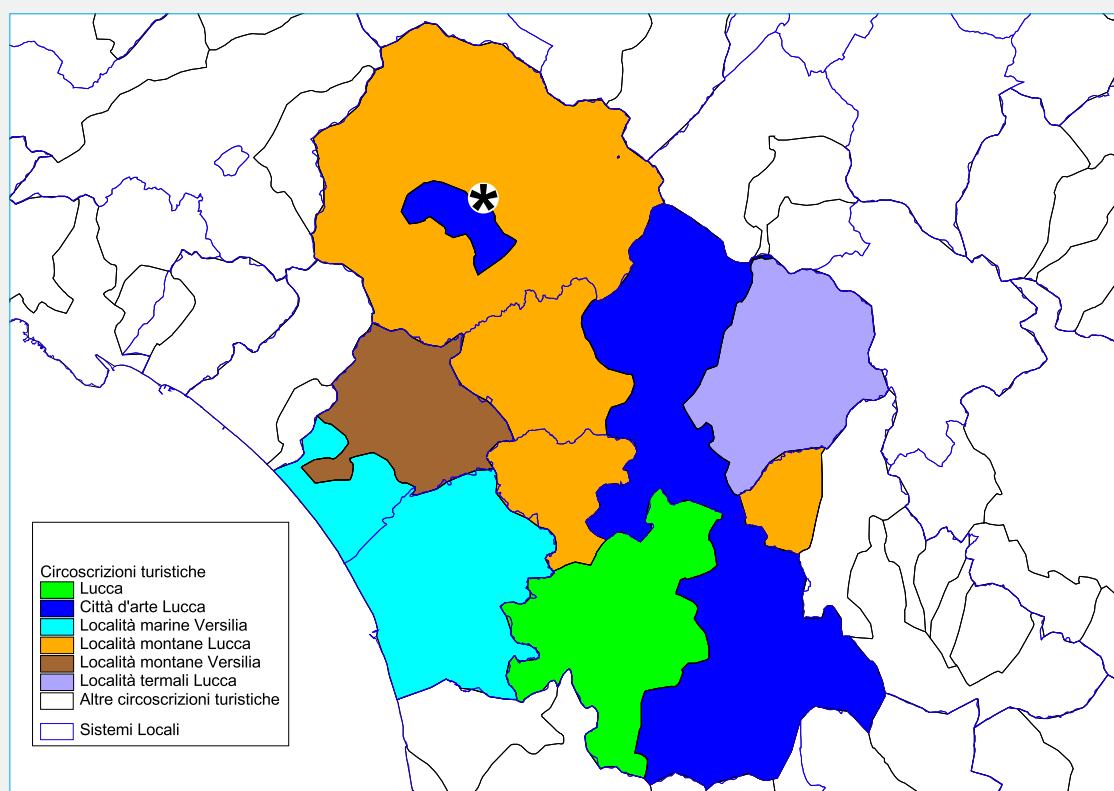 Circoscrizioni turistiche
Lucca
Città d'arte Lucca
Località marine Versilia
Località montane Lucca
Località montane Versilia
Località termali Lucca
Altre circoscrizioni turistiche
Sistemi Locali